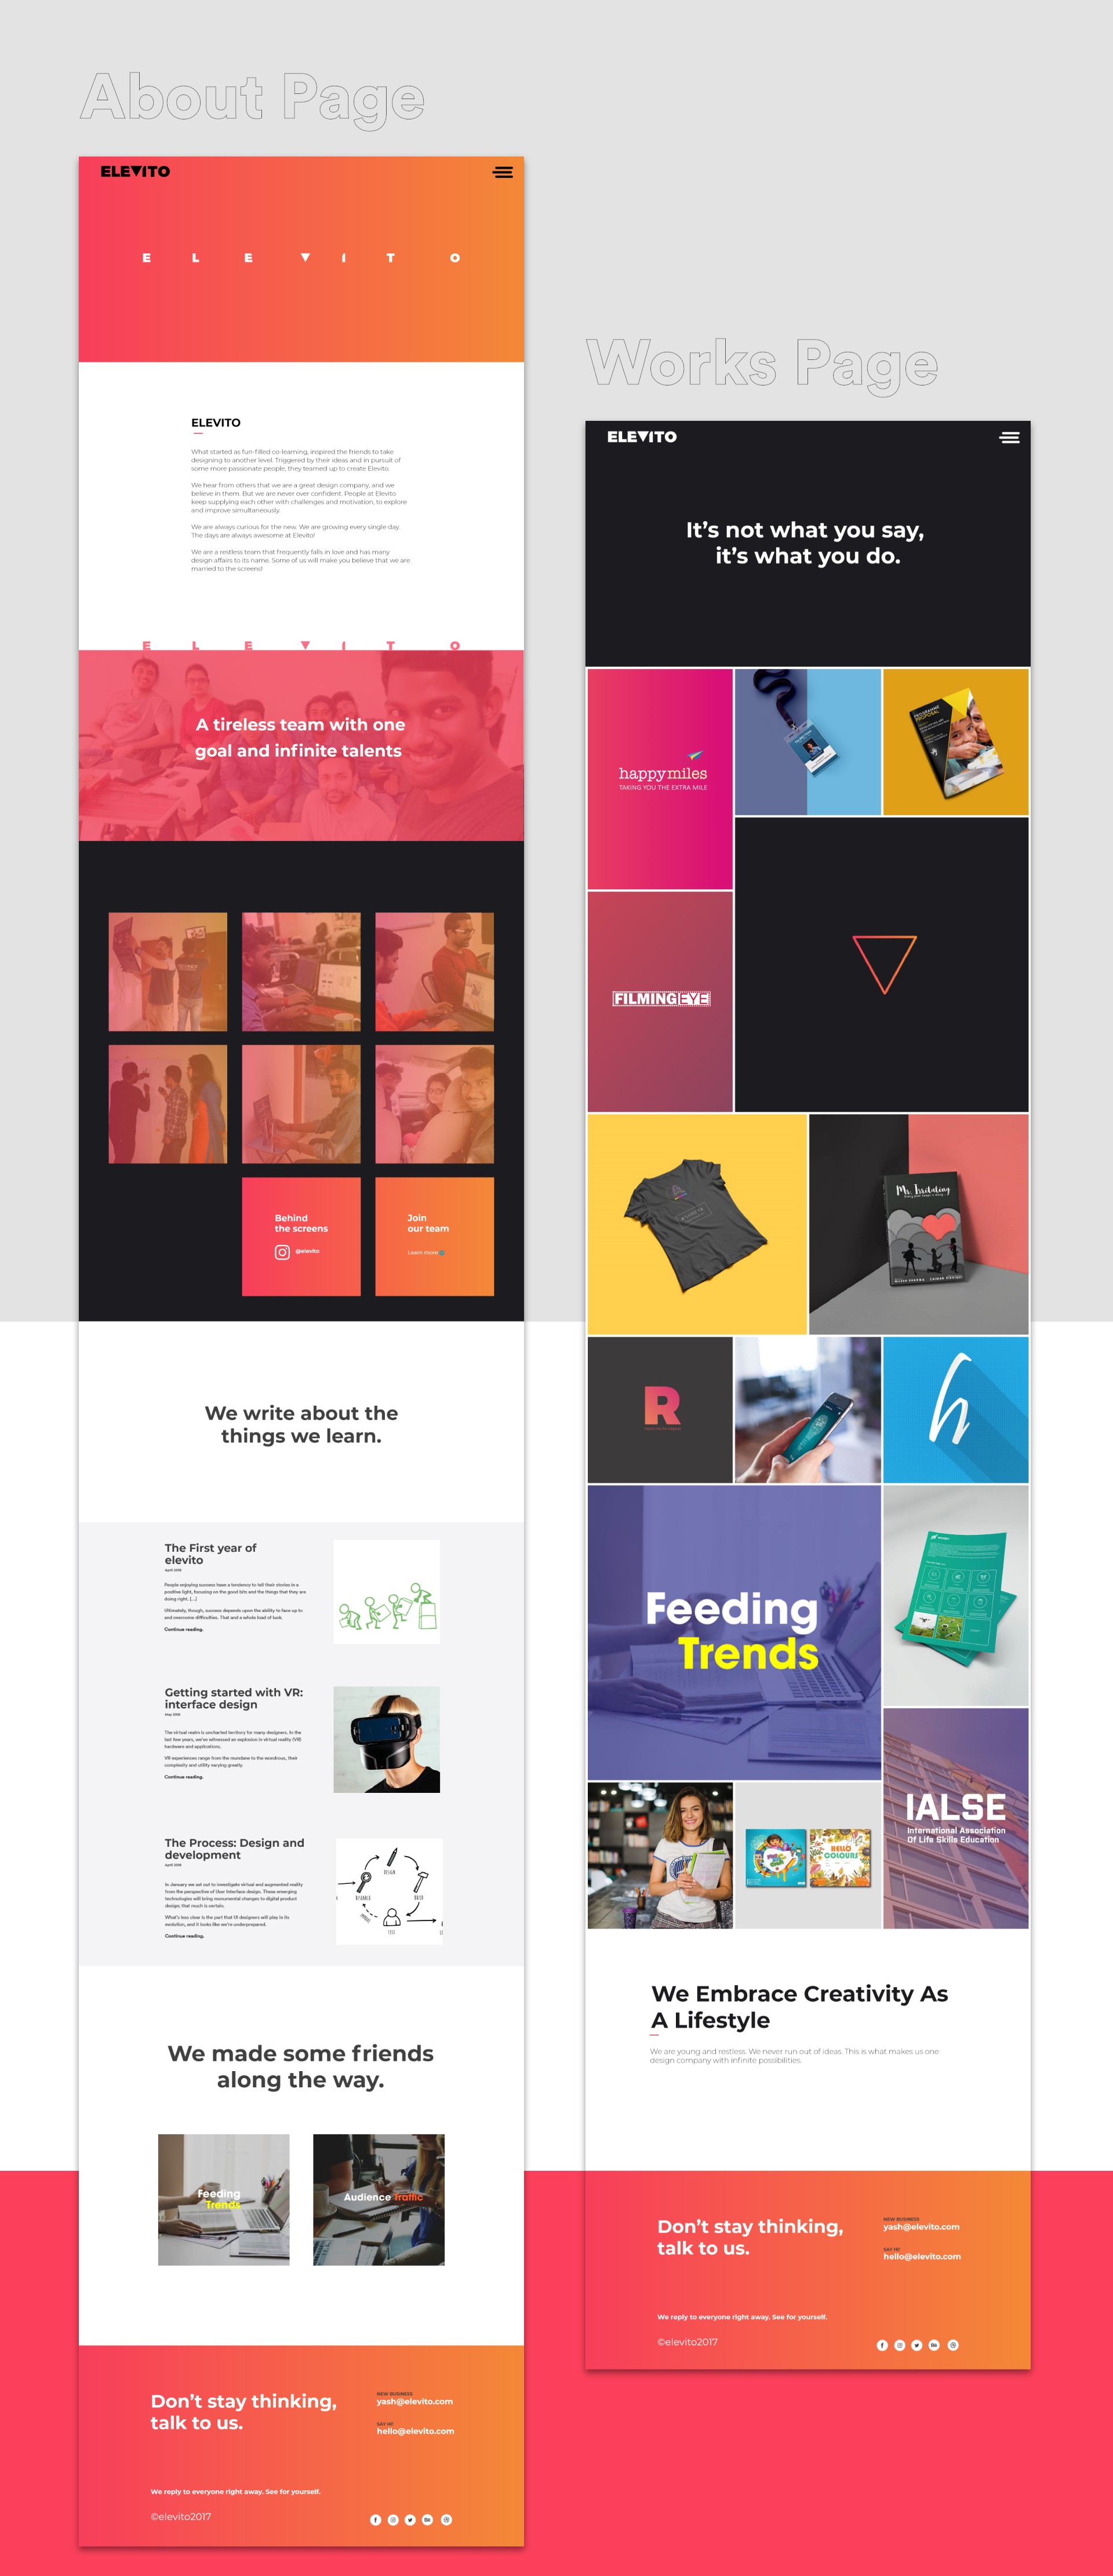 About Page
ELEVITO
E L E V I T O
ELEVITO
What started as fun-filled co-learning, inspired the friends to take
designing to another level. Triggered by their ideas and in pursuit of
some more passionate people, they teamed up to create Elevito.
We hear from others that we are a great design company, and we
believe in them. But we are never over confident. People at Elevito
keep supplying each other with challenges and motivation, to explore
and improve simultaneously.
We are always curious for the new. We are growing every single day.
The days are always awesome at Elevito!
We are a restless team that frequently falls in love and has many
design affairs to its name. Some of us will make you believe that we are
married to the screens!
E L E V I T O
A tireless team with one
goal and infinite talents
Behind
the screens
@elevito
Join
our team
Learn more
We write about the
things we learn.
The First year of
elevito
April 2018
People enjoying success have a tendency to tell their stories in a
positive light, focusing on the good bits and the things that they are
doing right. [...]
Ultimately, though, success depends upon the ability to face up to
and overcome difficulties. That and a whole load of luck.
Continue reading.
Getting started with VR:
interface design
May 2018
The virtual realm is uncharted territory for many designers. In the
last few years, we've witnessed an explosion in virtual reality (VR)
hardware and applications.
VR experiences range from the mundane to the wondrous, their
complexity and utility varying greatly.
Continue reading.
The Process: Design and
development
April 2018
In January we set out to investigate virtual and augmented reality
from the perspective of User Interface design. These emerging
technologies will bring monumental changes to digital product
design, that much is certain.
What's less clear is the part that UI designers will play in its
evolution, and it looks like we're underprepared.
Continue reading.
DESIGN
RESEARCH
BUILD
TEST
We made some friends
along the way.
Feeding
Trends
Audience Traffic
Don't stay thinking,
talk to us.
NEW BUSINESS
yash@elevito.com
SAY HI!
hello@elevito.com
We reply to everyone right away. See for yourself.
©elevito2017
Works Page
ELEVITO
It's not what you say,
it's what you do.
happymiles
TAKING YOU THE EXTRA MILE
PROGRAMME
PROPOSAL
FILMINGEYE
Mr. Irritating
R
h
Feeding
Trends
HELLO
COLOURS
IALSE
International Association
Of Life Skills Education
We Embrace Creativity As
A Lifestyle
We are young and restless. We never run out of ideas. This is what makes us one
design company with infinite possibilities.
Don't stay thinking,
talk to us.
NEW BUSINESS
yash@elevito.com
SAY HI!
hello@elevito.com
We reply to everyone right away. See for yourself.
©elevito2017